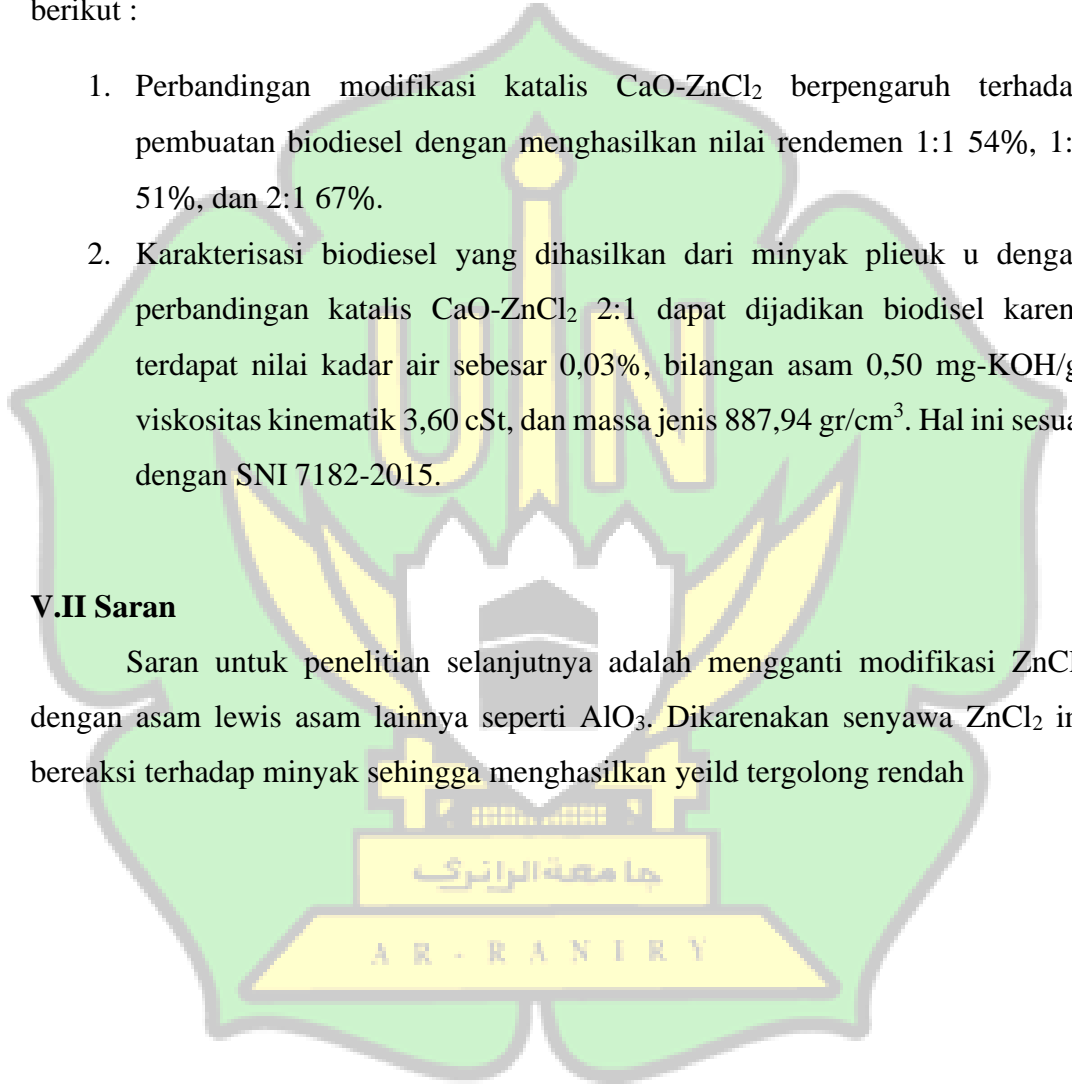 berikut :
1. Perbandingan modifikasi katalis CaO-ZnCl₂ berpengaruh terhada
pembuatan biodiesel dengan menghasilkan nilai rendemen 1:1 54%, 1:
51%, dan 2:1 67%.
2. Karakterisasi biodiesel yang dihasilkan dari minyak plieuk u denga
perbandingan katalis CaO-ZnCl₂ 2:1 dapat dijadikan biodisel karen
terdapat nilai kadar air sebesar 0,03%, bilangan asam 0,50 mg-KOH/g
viskositas kinematik 3,60 cSt, dan massa jenis 887,94 gr/cm³. Hal ini sesua
dengan SNI 7182-2015.
UIN
V.II Saran
Saran untuk penelitian selanjutnya adalah mengganti modifikasi ZnCl
dengan asam lewis asam lainnya seperti AlO₃. Dikarenakan senyawa ZnCl₂
bereaksi terhadap minyak sehingga menghasilkan yeild tergolong rendah
جامعة الرانري
AR-RANIRY